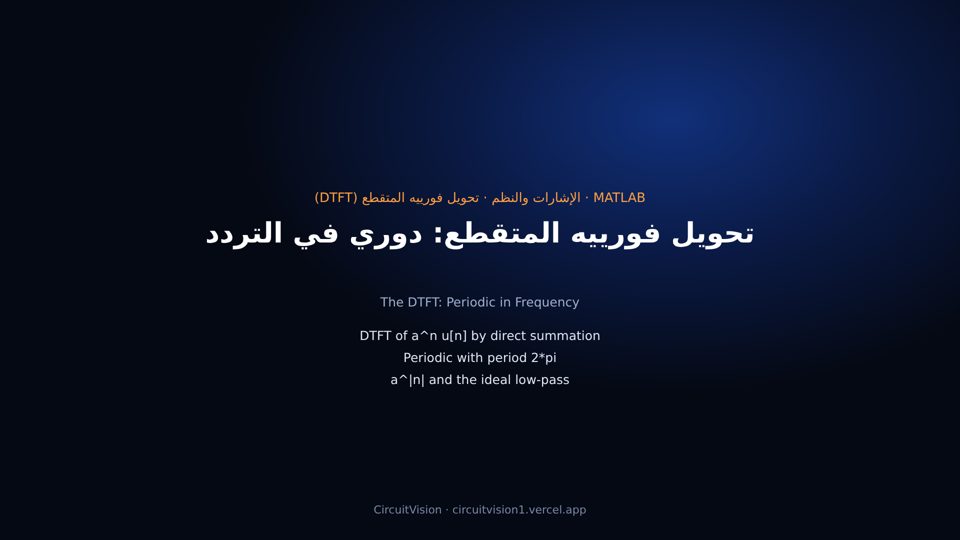 MATLAB · الإشارات والنظم · تحويل فورييه المتقطع (DTFT)
تحويل فورييه المتقطع: دوري في التردد
The DTFT: Periodic in Frequency
DTFT of a^n u[n] by direct summation
Periodic with period 2*pi
a^|n| and the ideal low-pass
CircuitVision · circuitvision1.vercel.app